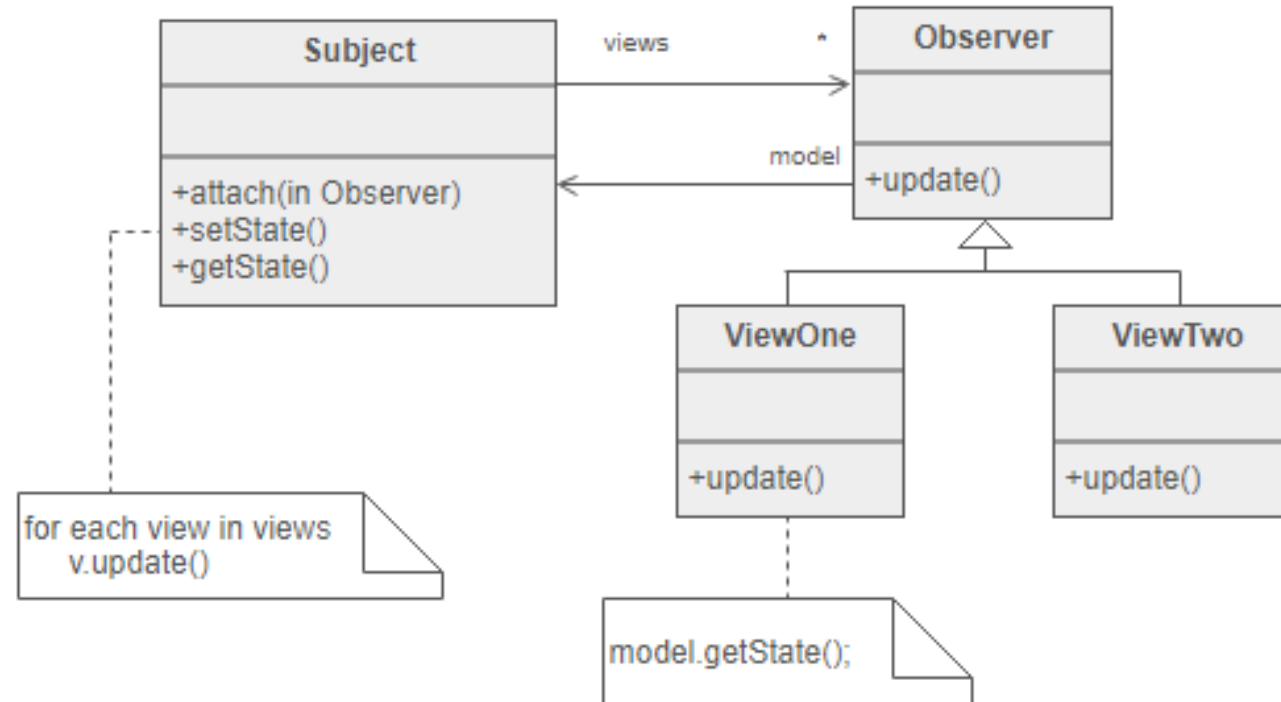 Subject
+attach(in Observer)
+setState()
+getState()
views
*
model
Observer
+update()
ViewOne
+update()
ViewTwo
+update()
for each view in views
v.update()
model.getState();